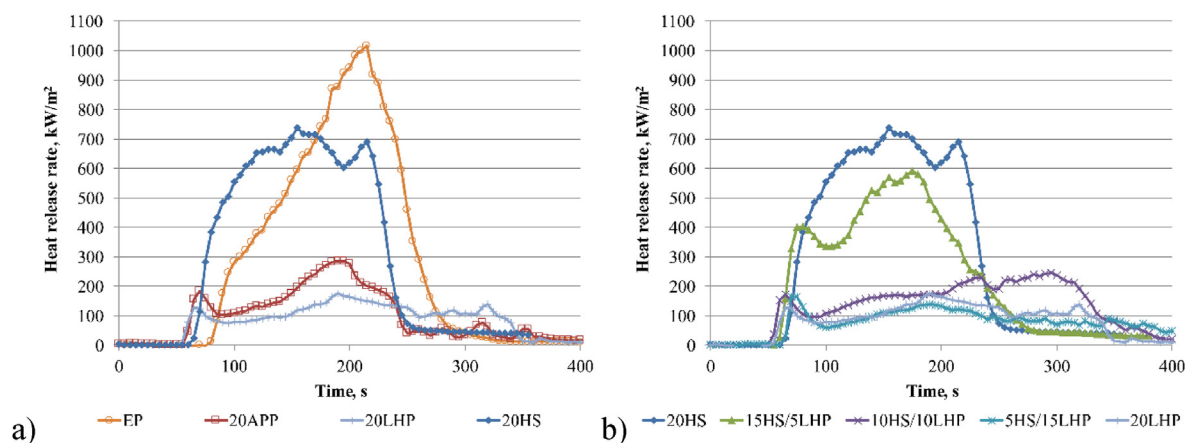 1100
1000
900
800
700
600
500
400
300
200
100
0
Heat release rate, kW/m²
0 100 200 300 400
Time, s
a)
EP 20APP 20LHP 20HS
1100
1000
900
800
700
600
500
400
300
200
100
0
Heat release rate, kW/m²
0 100 200 300 400
Time, s
b)
20HS 15HS/5LHP 10HS/10LHP 5HS/15LHP 20LHP